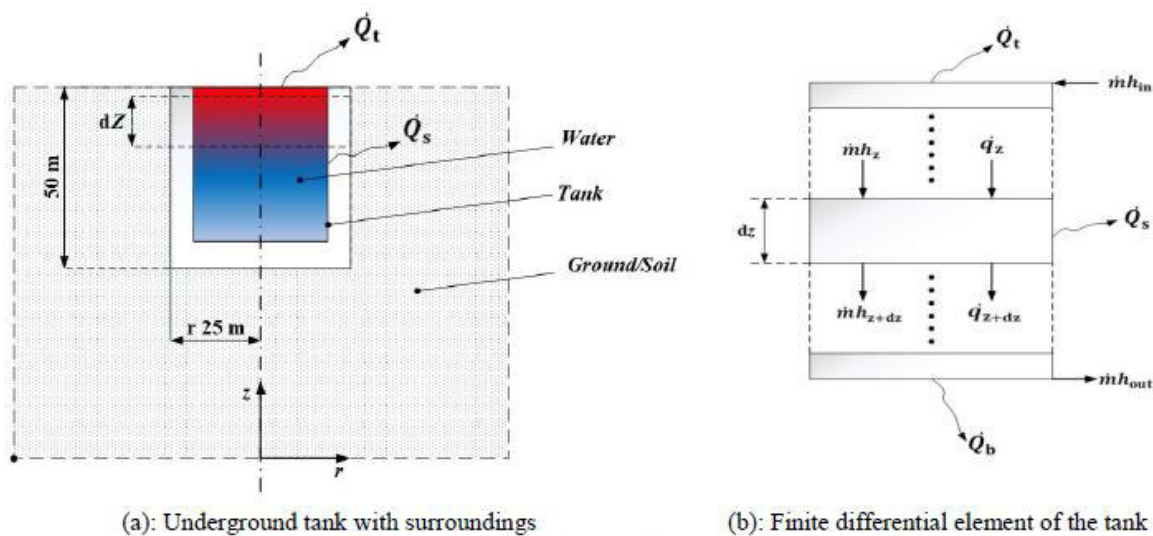 Q̇t
dZ
Q̇s
50 m
Water
Tank
Ground/Soil
r 25 m
z
r
(a): Underground tank with surroundings
Q̇t
ṁhin
ṁhz
q̇z
dz
Q̇s
ṁhz+dz
q̇z+dz
ṁhout
Q̇b
(b): Finite differential element of the tank